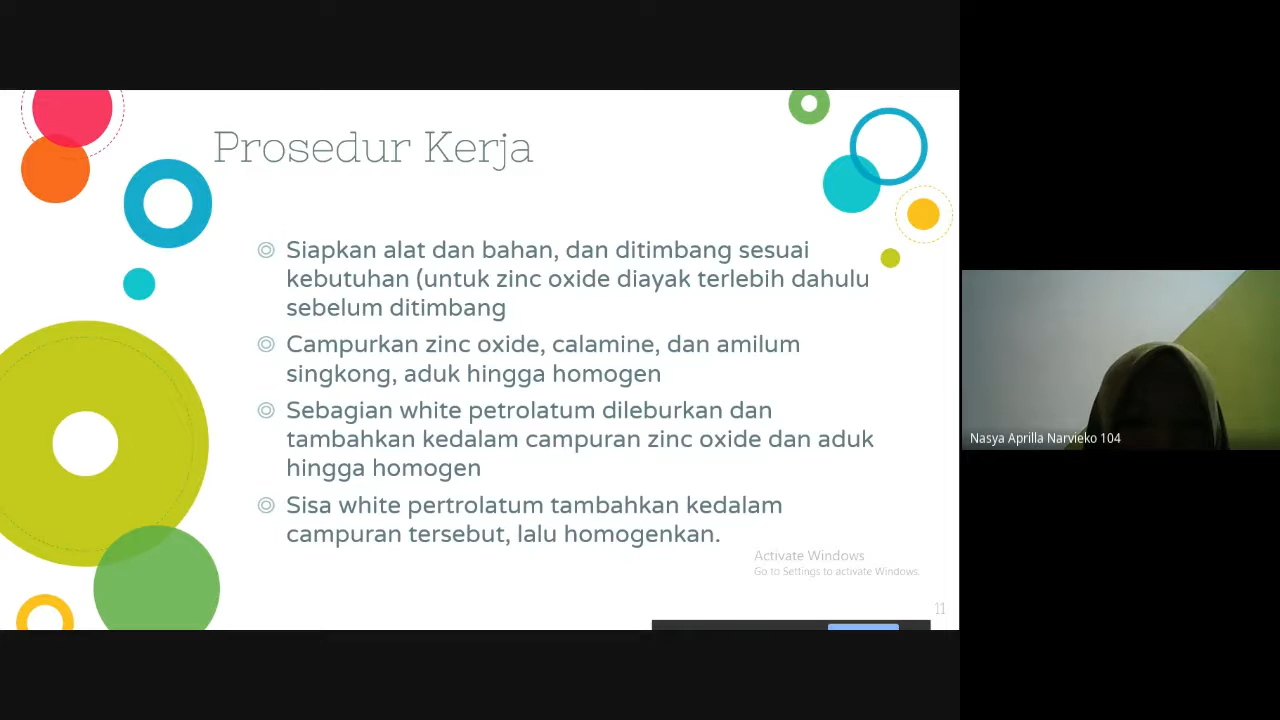 Prosedur Kerja
Siapkan alat dan bahan, dan ditimbang sesuai
kebutuhan (untuk zinc oxide diayak terlebih dahulu
sebelum ditimbang
Campurkan zinc oxide, calamine, dan amilum
singkong, aduk hingga homogen
Sebagian white petrolatum dileburkan dan
tambahkan kedalam campuran zinc oxide dan aduk
hingga homogen
Sisa white pertrolatum tambahkan kedalam
campuran tersebut, lalu homogenkan.
Activate Windows
Go to Settings to activate Windows.
11
Nasya Aprilla Narvieko 104